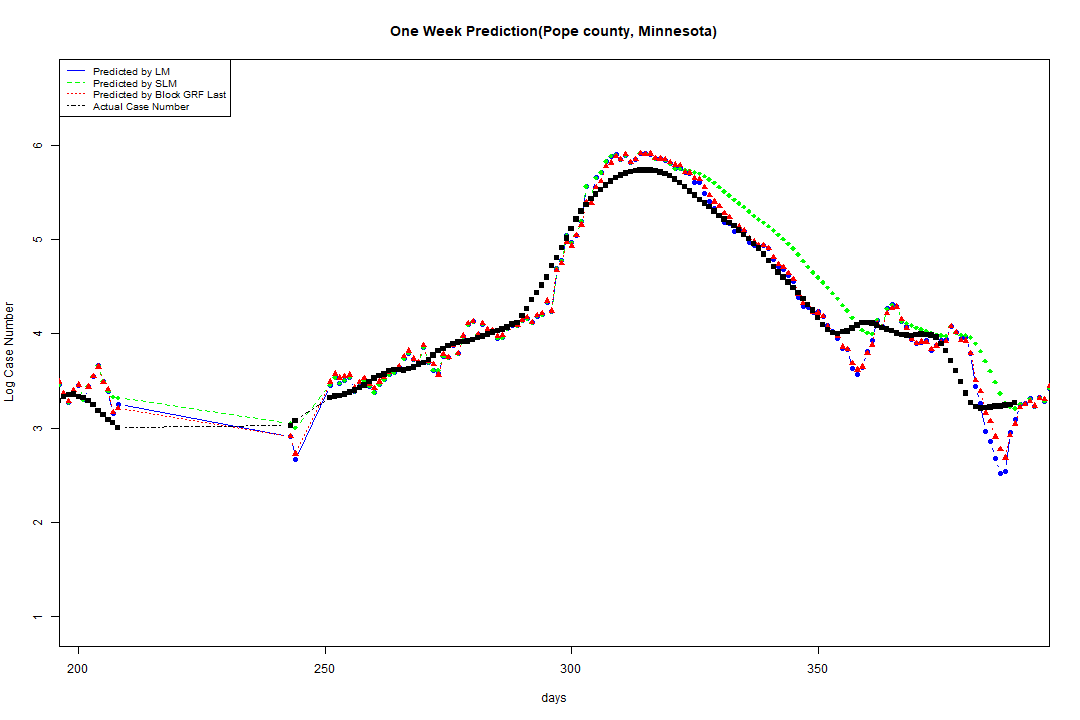 One Week Prediction(Pope county, Minnesota)
Predicted by LM
Predicted by SLM
Predicted by Block GRF Last
Actual Case Number
6
5
4
3
2
1
Log Case Number
200 250 300 350
days